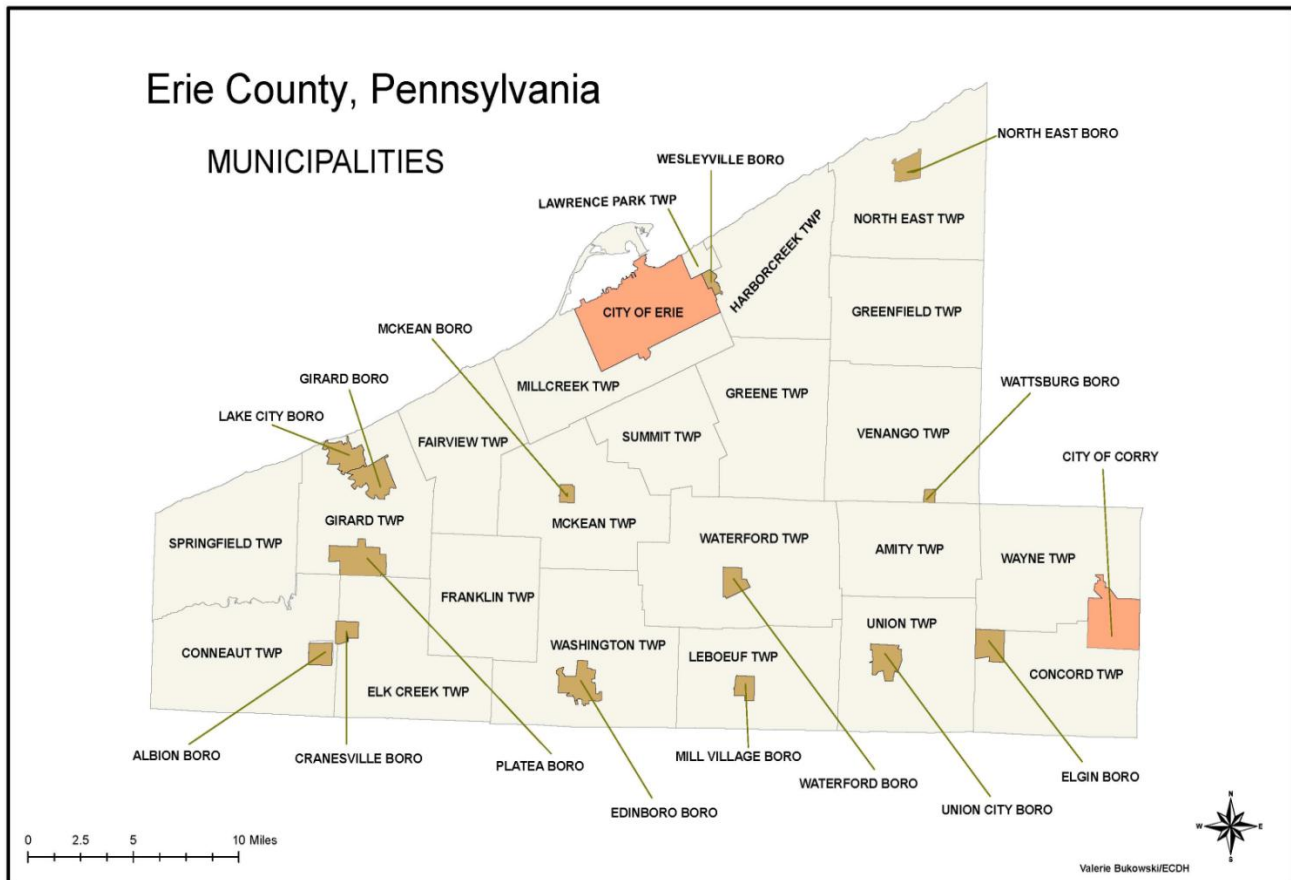 Erie County, Pennsylvania
MUNICIPALITIES
NORTH EAST BORO
WESLEYVILLE BORO
LAWRENCE PARK TWP
HARBORCREEK TWP
NORTH EAST TWP
CITY OF ERIE
GREENFIELD TWP
MCKEAN BORO
GIRARD BORO
MILLCREEK TWP
GREENE TWP
WATTSBURG BORO
LAKE CITY BORO
FAIRVIEW TWP
SUMMIT TWP
VENANGO TWP
CITY OF CORRY
GIRARD TWP
MCKEAN TWP
WATERFORD TWP
AMITY TWP
WAYNE TWP
SPRINGFIELD TWP
FRANKLIN TWP
UNION TWP
CONNEAUT TWP
WASHINGTON TWP
LEBOEUF TWP
CONCORD TWP
ELK CREEK TWP
ALBION BORO
CRANESVILLE BORO
PLATEA BORO
MILL VILLAGE BORO
WATERFORD BORO
ELGIN BORO
EDINBORO BORO
UNION CITY BORO
0 2.5 5 10 Miles
N
W E
S
Valerie Bukowski/ECDH